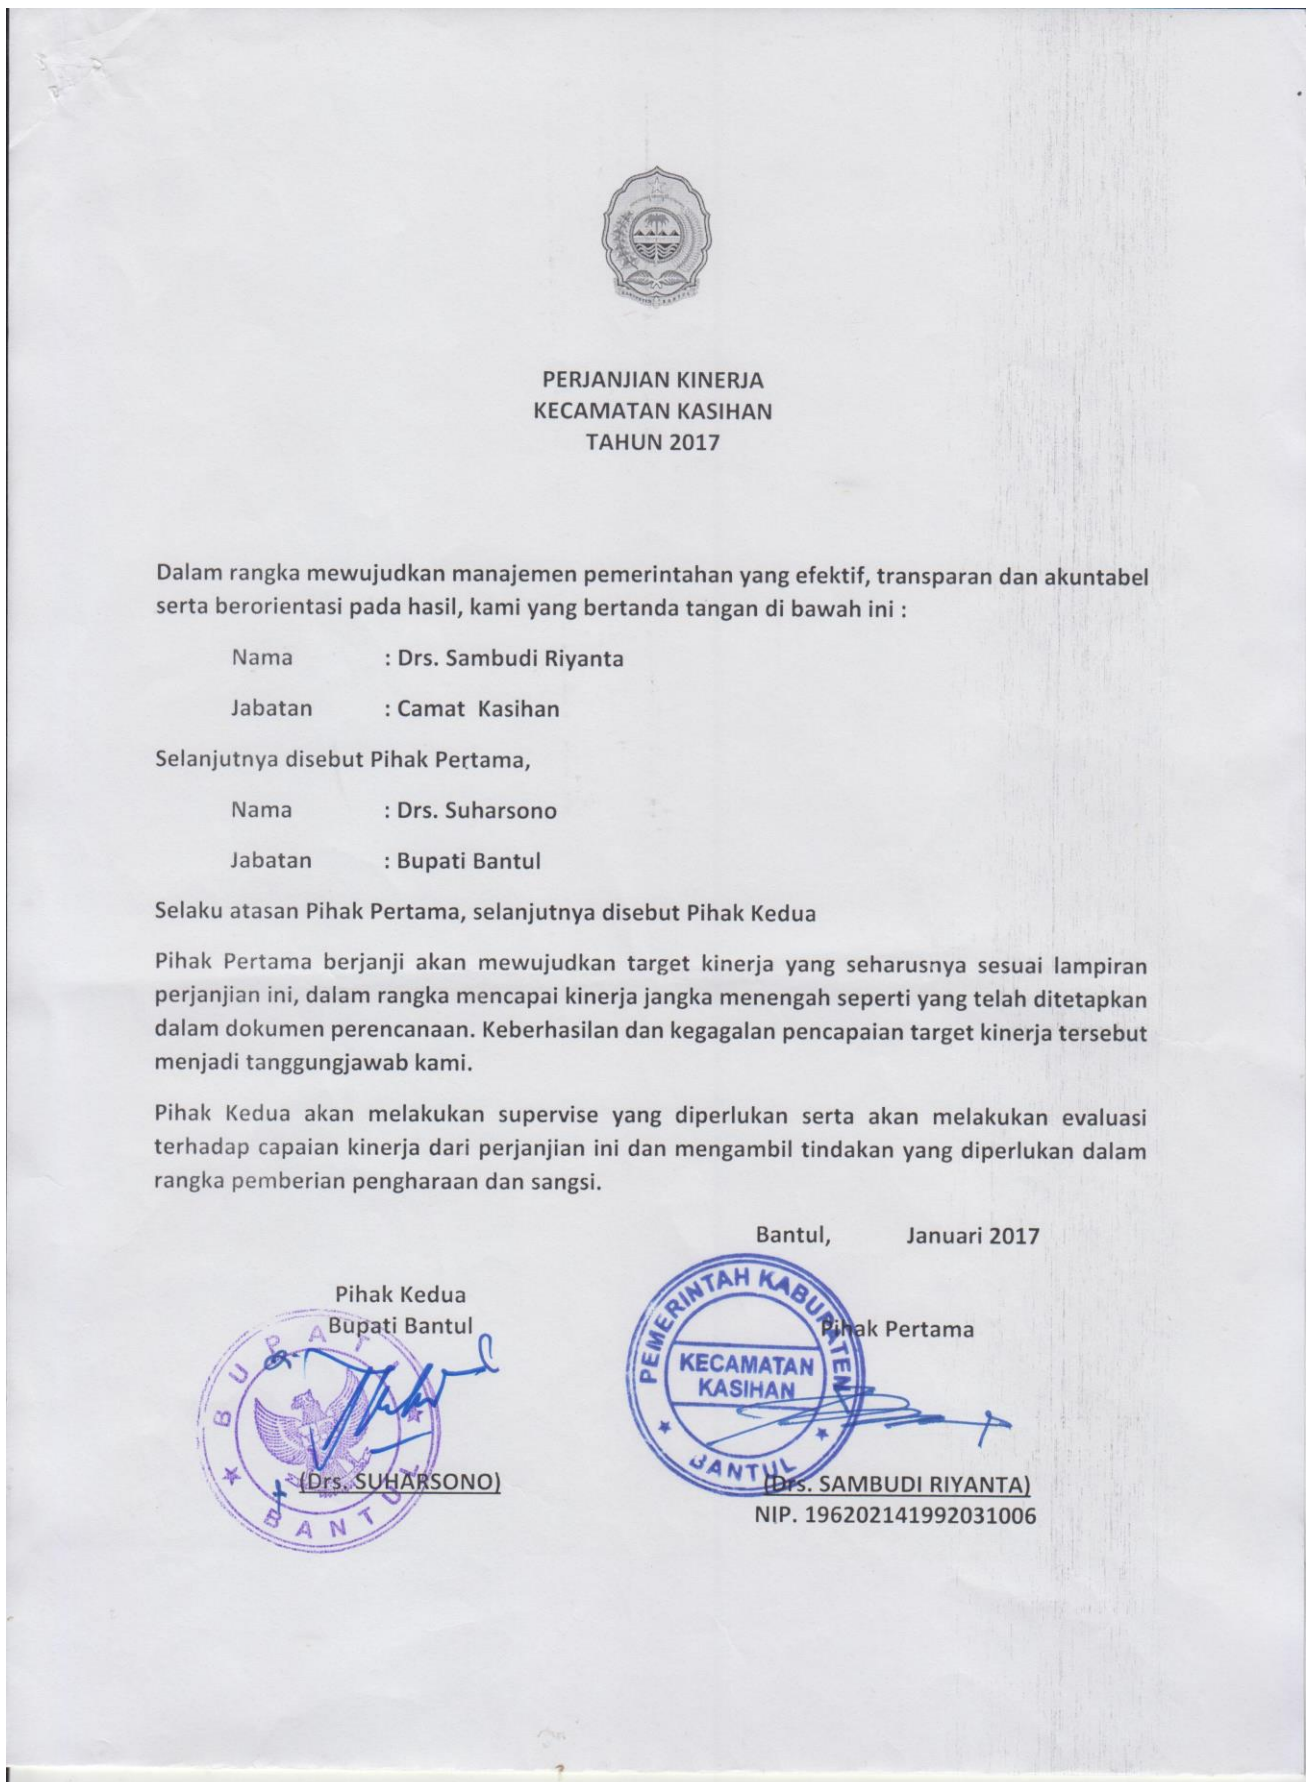 PERJANJIAN KINERJA
KECAMATAN KASIHAN
TAHUN 2017
Dalam rangka mewujudkan manajemen pemerintahan yang efektif, transparan dan akuntabel
serta berorientasi pada hasil, kami yang bertanda tangan di bawah ini :
Nama : Drs. Sambudi Riyanta
Jabatan : Camat Kasihan
Selanjutnya disebut Pihak Pertama,
Nama : Drs. Suharsono
Jabatan : Bupati Bantul
Selaku atasan Pihak Pertama, selanjutnya disebut Pihak Kedua
Pihak Pertama berjanji akan mewujudkan target kinerja yang seharusnya sesuai lampiran
perjanjian ini, dalam rangka mencapai kinerja jangka menengah seperti yang telah ditetapkan
dalam dokumen perencanaan. Keberhasilan dan kegagalan pencapaian target kinerja tersebut
menjadi tanggungjawab kami.
Pihak Kedua akan melakukan supervise yang diperlukan serta akan melakukan evaluasi
terhadap capaian kinerja dari perjanjian ini dan mengambil tindakan yang diperlukan dalam
rangka pemberian pengharaan dan sangsi.
Bantul, Januari 2017
Pihak Kedua
Bupati Bantul
BUPATI
BANTUL
(Drs. SUHARSONO)
Pihak Pertama
PEMERINTAH KABUPATEN
KECAMATAN
KASIHAN
BANTUL
(Drs. SAMBUDI RIYANTA)
NIP. 196202141992031006